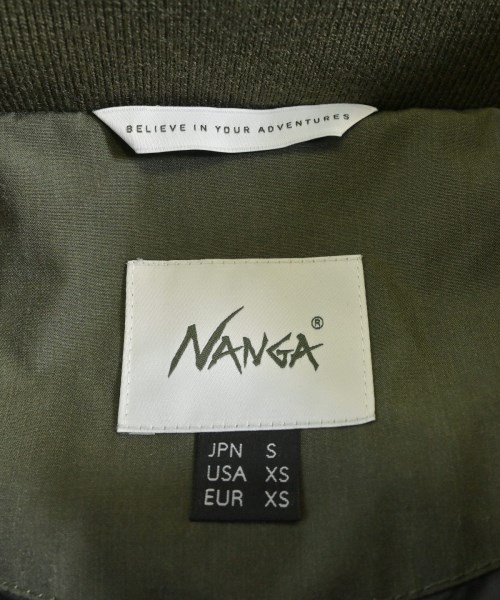 BELIEVE IN YOUR ADVENTURES
NANGA®
JPN S
USA XS
EUR XS